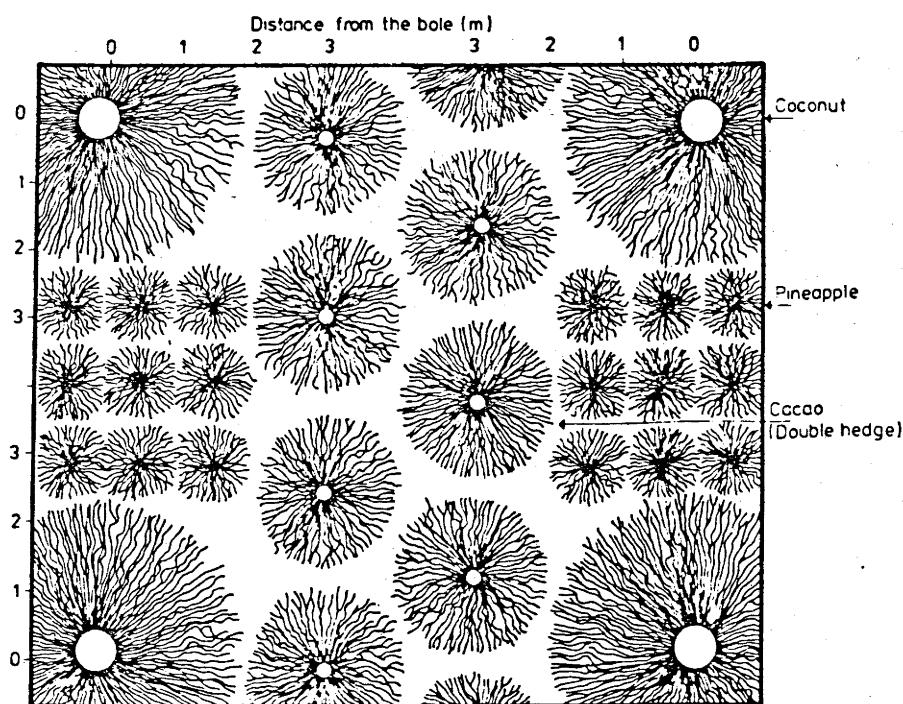 Distance from the bole (m)
0 1 2 3 3 2 1 0
0
Coconut
1
2
Pineapple
3
Cacao
(Double hedge)
3
2
1
0